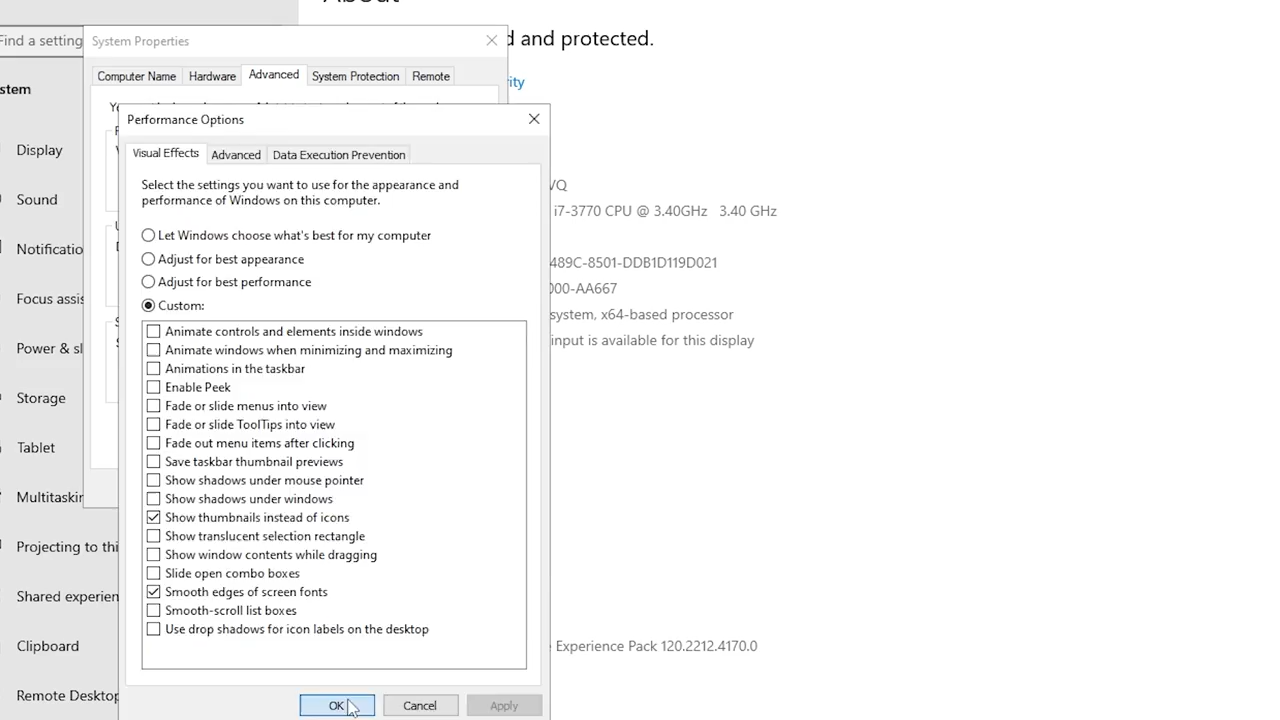 About
Find a setting
d and protected.
System Properties
Computer Name
Hardware
Advanced
System Protection
Remote
rity
stem
Display
Sound
Notificatio
Focus assis
Power & sl
Storage
Tablet
Multitaskin
Projecting to thi
Shared experien
Clipboard
Remote Desktop
Performance Options
Visual Effects
Advanced
Data Execution Prevention
Select the settings you want to use for the appearance and
performance of Windows on this computer.
Let Windows choose what's best for my computer
Adjust for best appearance
Adjust for best performance
Custom:
Animate controls and elements inside windows
Animate windows when minimizing and maximizing
Animations in the taskbar
Enable Peek
Fade or slide menus into view
Fade or slide ToolTips into view
Fade out menu items after clicking
Save taskbar thumbnail previews
Show shadows under mouse pointer
Show shadows under windows
Show thumbnails instead of icons
Show translucent selection rectangle
Show window contents while dragging
Slide open combo boxes
Smooth edges of screen fonts
Smooth-scroll list boxes
Use drop shadows for icon labels on the desktop
OK
Cancel
Apply
VQ
i7-3770 CPU @ 3.40GHz 3.40 GHz
489C-8501-DDB1D119D021
000-AA667
system, x64-based processor
input is available for this display
e Experience Pack 120.2212.4170.0